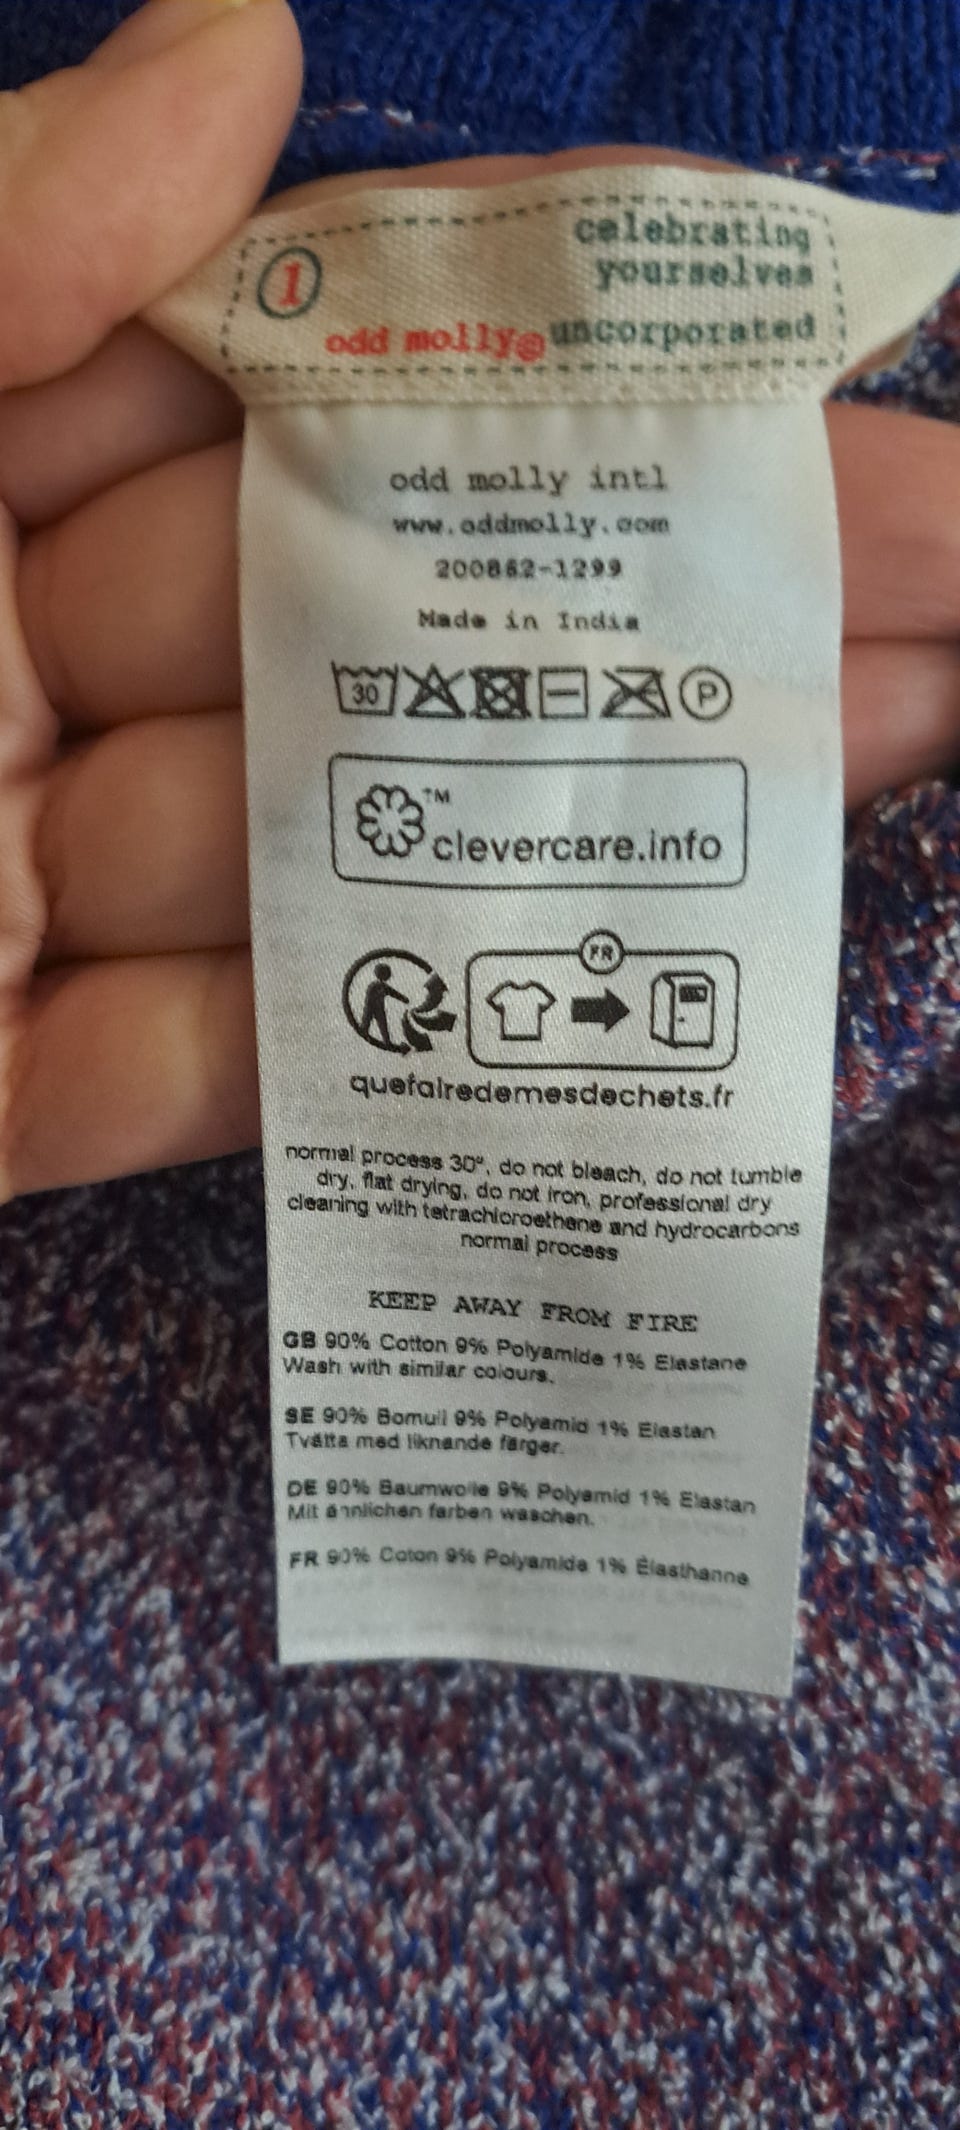 1
celebrating
yourselves
odd molly® uncorporated
odd molly intl
www.oddmolly.com
200862-1299
Made in India
30
P
TM
clevercare.info
FR
quefairedemesdechets.fr
normal process 30°, do not bleach, do not tumble
dry, flat drying, do not iron, professional dry
cleaning with tetrachloroethene and hydrocarbons
normal process
KEEP AWAY FROM FIRE
GB 90% Cotton 9% Polyamide 1% Elastane
Wash with similar colours.
SE 90% Bomull 9% Polyamid 1% Elastan
Tvätta med liknande färger.
DE 90% Baumwolle 9% Polyamid 1% Elastan
Mit ähnlichen farben waschen.
FR 90% Coton 9% Polyamide 1% Élasthanne